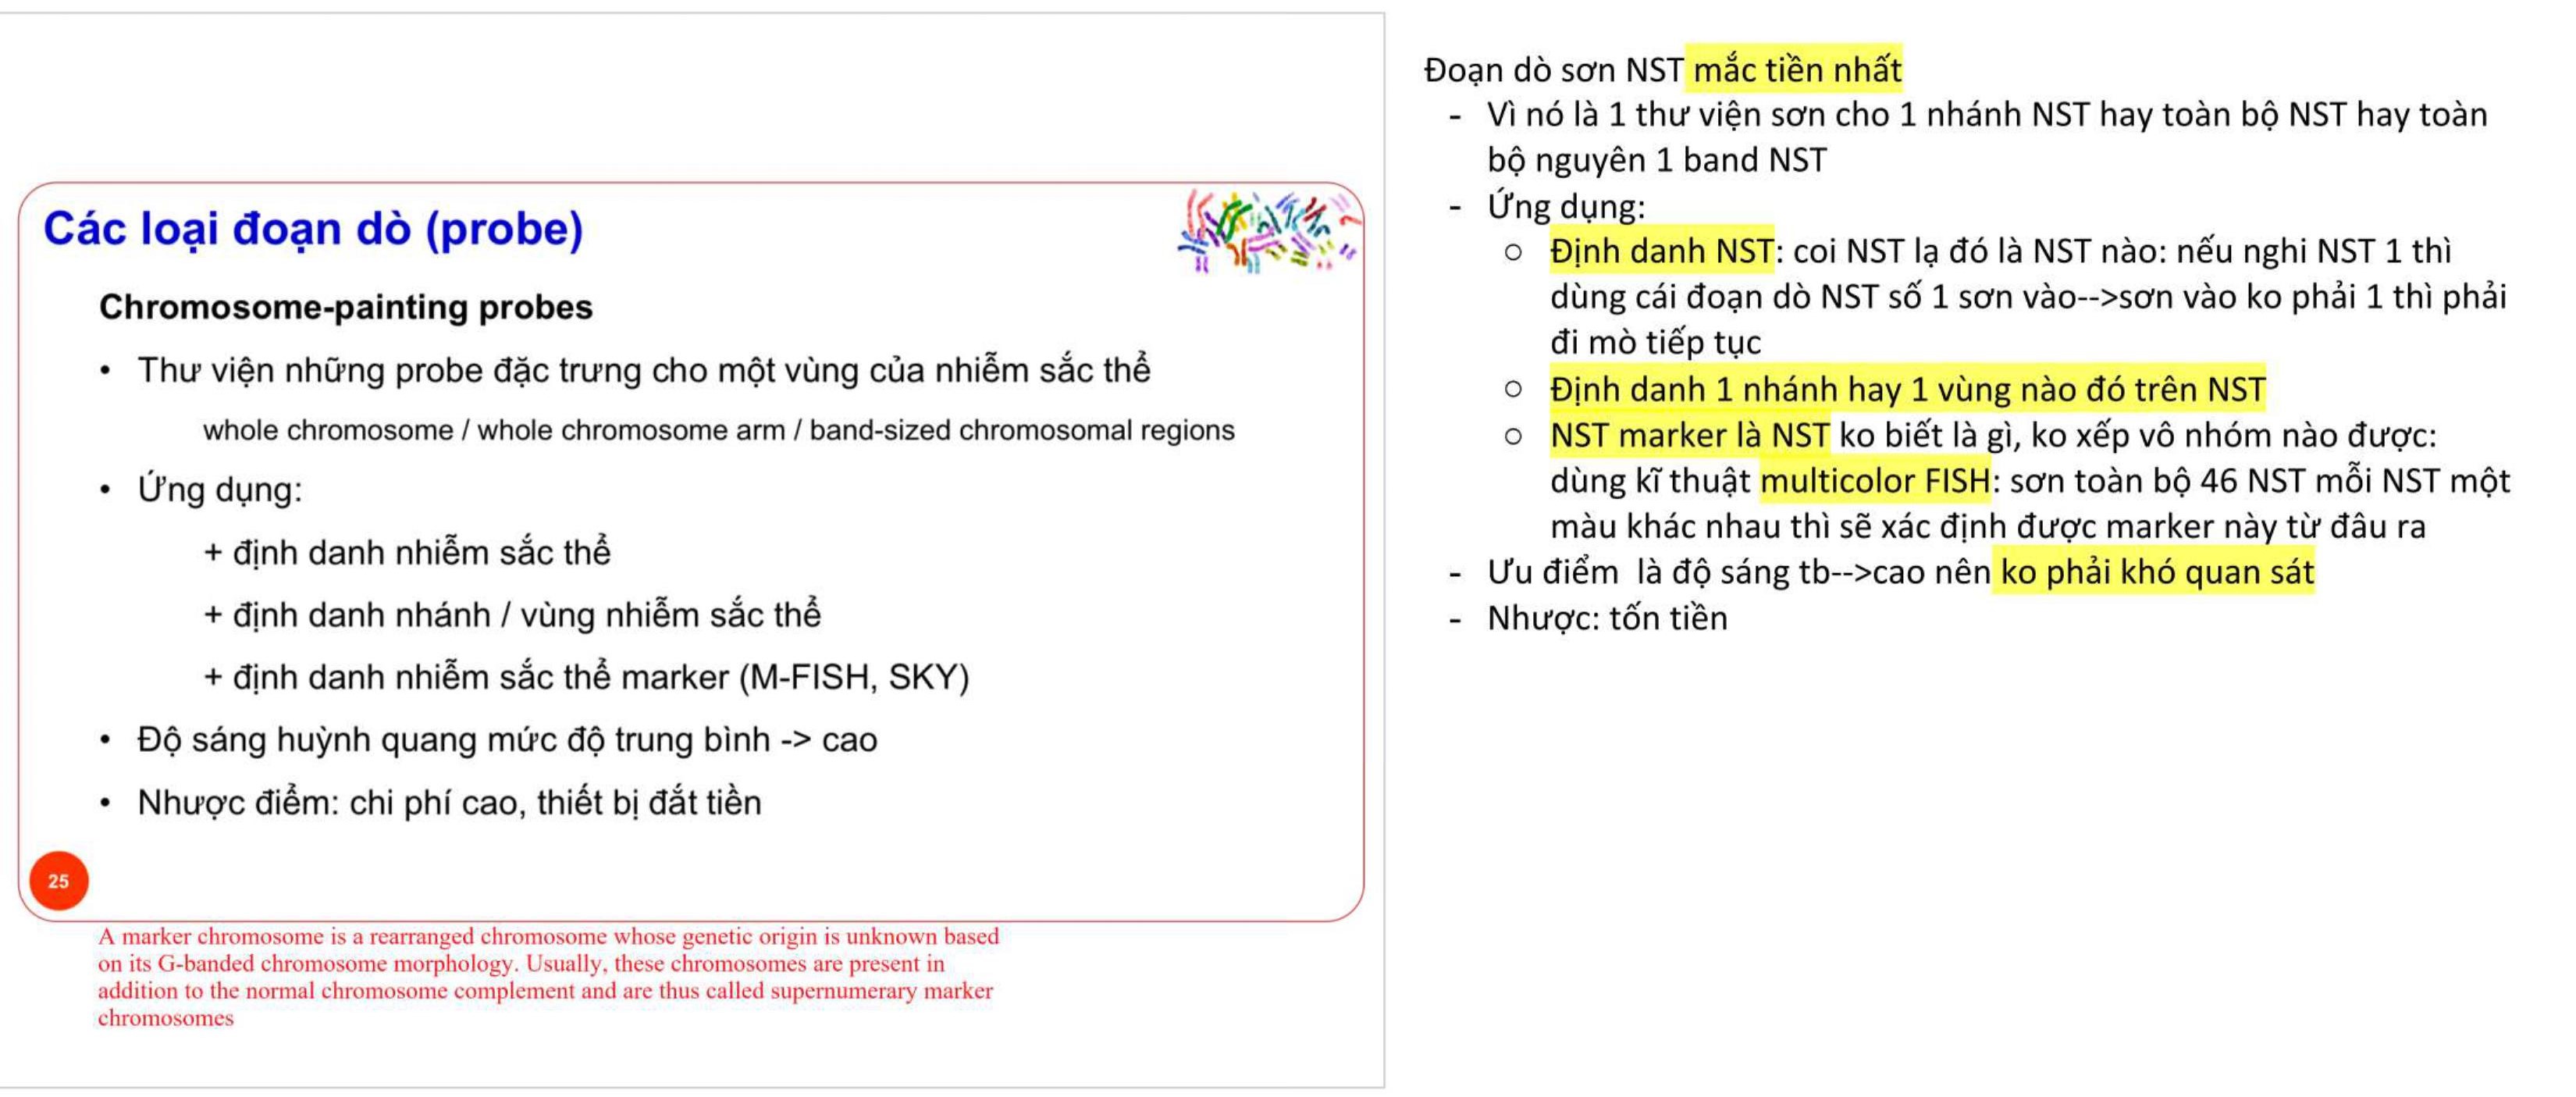 Các loại đoạn dò (probe)
Chromosome-painting probes
• Thư viện những probe đặc trưng cho một vùng của nhiễm sắc thể
whole chromosome / whole chromosome arm / band-sized chromosomal regions
• Ứng dụng:
+ định danh nhiễm sắc thể
+ định danh nhánh / vùng nhiễm sắc thể
+ định danh nhiễm sắc thể marker (M-FISH, SKY)
• Độ sáng huỳnh quang mức độ trung bình -> cao
• Nhược điểm: chi phí cao, thiết bị đắt tiền
25
A marker chromosome is a rearranged chromosome whose genetic origin is unknown based
on its G-banded chromosome morphology. Usually, these chromosomes are present in
addition to the normal chromosome complement and are thus called supernumerary marker
chromosomes
Đoạn dò sơn NST mắc tiền nhất
- Vì nó là 1 thư viện sơn cho 1 nhánh NST hay toàn bộ NST hay toàn
bộ nguyên 1 band NST
- Ứng dụng:
○ Định danh NST: coi NST lạ đó là NST nào: nếu nghi NST 1 thì
dùng cái đoạn dò NST số 1 sơn vào-->sơn vào ko phải 1 thì phải
đi mò tiếp tục
○ Định danh 1 nhánh hay 1 vùng nào đó trên NST
○ NST marker là NST ko biết là gì, ko xếp vô nhóm nào được:
dùng kĩ thuật multicolor FISH: sơn toàn bộ 46 NST mỗi NST một
màu khác nhau thì sẽ xác định được marker này từ đâu ra
- Ưu điểm  là độ sáng tb-->cao nên ko phải khó quan sát
- Nhược: tốn tiền